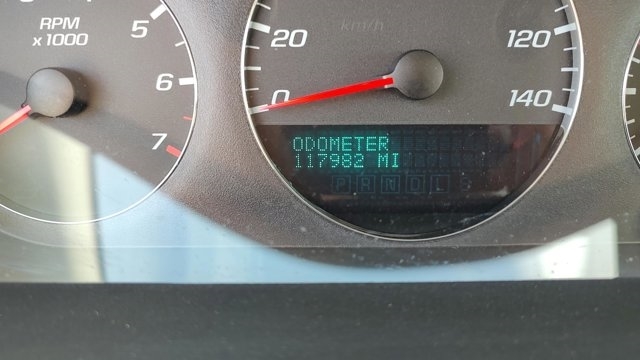 RPM
x1000
5
6
7
km/h
20
0
120
140
ODOMETER
117982 MI
P R N D L S